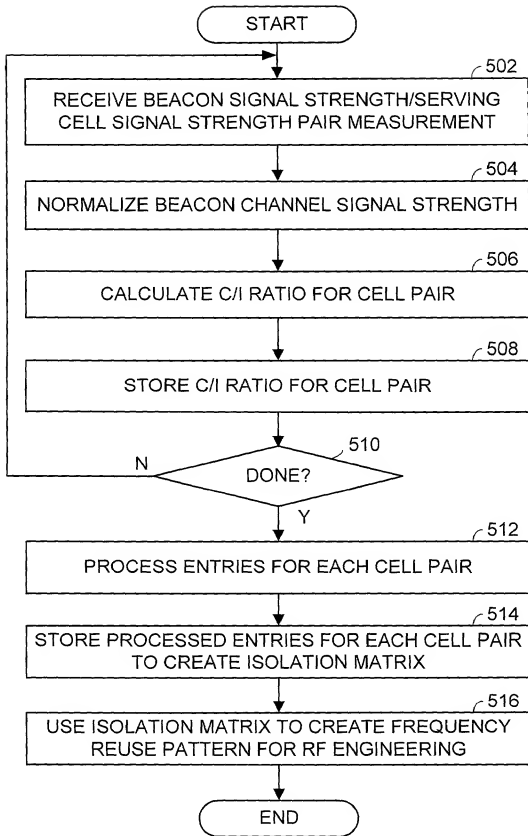 START
502
RECEIVE BEACON SIGNAL STRENGTH/SERVING
CELL SIGNAL STRENGTH PAIR MEASUREMENT
504
NORMALIZE BEACON CHANNEL SIGNAL STRENGTH
506
CALCULATE C/I RATIO FOR CELL PAIR
508
STORE C/I RATIO FOR CELL PAIR
510
N
DONE?
Y
512
PROCESS ENTRIES FOR EACH CELL PAIR
514
STORE PROCESSED ENTRIES FOR EACH CELL PAIR
TO CREATE ISOLATION MATRIX
516
USE ISOLATION MATRIX TO CREATE FREQUENCY
REUSE PATTERN FOR RF ENGINEERING
END